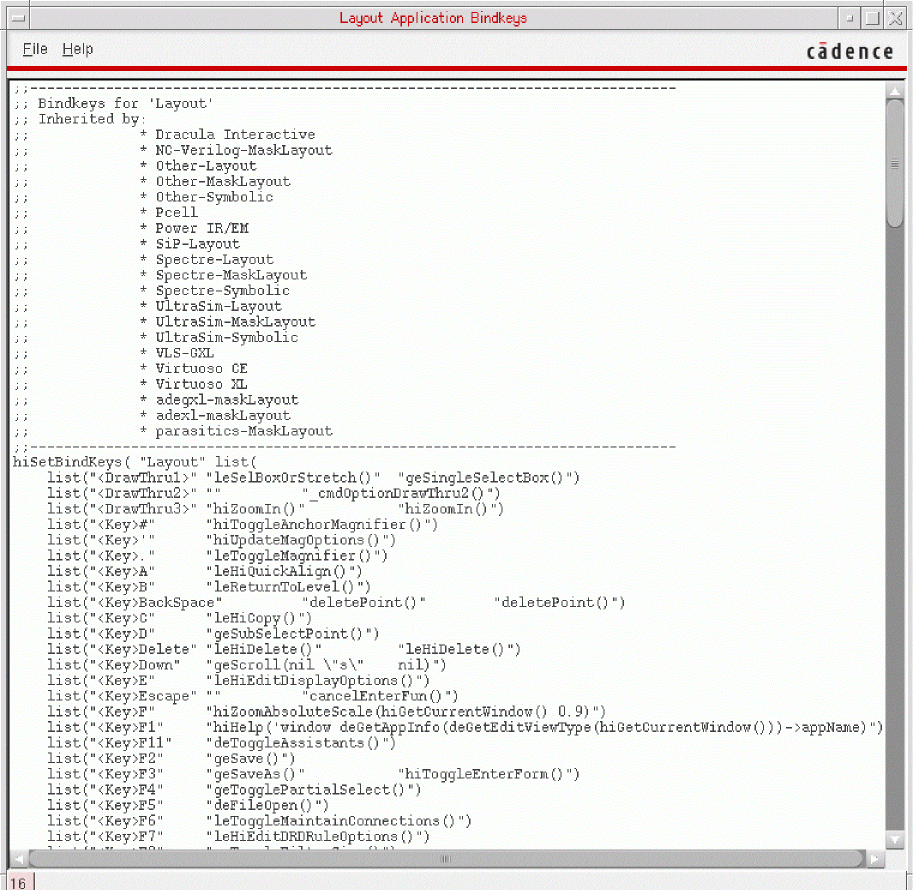 Layout Application Bindkeys
File Help
cādence
;;-----------------------------------------------------------------------------
;; Bindkeys for 'Layout'
;; Inherited by:
;; * Dracula Interactive
;; * NC-Verilog-MaskLayout
;; * Other-Layout
;; * Other-MaskLayout
;; * Other-Symbolic
;; * Pcell
;; * Power IR/EM
;; * SiP-Layout
;; * Spectre-Layout
;; * Spectre-MaskLayout
;; * Spectre-Symbolic
;; * UltraSim-Layout
;; * UltraSim-MaskLayout
;; * UltraSim-Symbolic
;; * VLS-GXL
;; * Virtuoso CE
;; * Virtuoso XL
;; * adegxl-maskLayout
;; * adexl-maskLayout
;; * parasitics-MaskLayout
;;-----------------------------------------------------------------------------
hiSetBindKeys( "Layout" list(
list("<DrawThru1>" "leSelBoxOrStretch()" "geSingleSelectBox()")
list("<DrawThru2>" "" "_cmdOptionDrawThru2()")
list("<DrawThru3>" "hiZoomIn()" "hiZoomIn()")
list("<Key>#" "hiToggleAnchorMagnifier()")
list("<Key>'" "hiUpdateMagOptions()")
list("<Key>." "leToggleMagnifier()")
list("<Key>A" "leHiQuickAlign()")
list("<Key>B" "leReturnToLevel()")
list("<Key>BackSpace" "deletePoint()" "deletePoint()")
list("<Key>C" "leHiCopy()")
list("<Key>D" "geSubSelectPoint()")
list("<Key>Delete" "leHiDelete()" "leHiDelete()")
list("<Key>Down" "geScroll(nil \"s\" nil)")
list("<Key>E" "leHiEditDisplayOptions()")
list("<Key>Escape" "" "cancelEnterFun()")
list("<Key>F" "hiZoomAbsoluteScale(hiGetCurrentWindow() 0.9)")
list("<Key>F1" "hiHelp('window deGetAppInfo(deGetEditViewType(hiGetCurrentWindow()))->appName)")
list("<Key>F11" "deToggleAssistants()")
list("<Key>F2" "geSave()")
list("<Key>F3" "geSaveAs()" "hiToggleEnterForm()")
list("<Key>F4" "geTogglePartialSelect()")
list("<Key>F5" "deFileOpen()")
list("<Key>F6" "leToggleMaintainConnections()")
list("<Key>F7" "leHiEditDRDRuleOptions()")
16